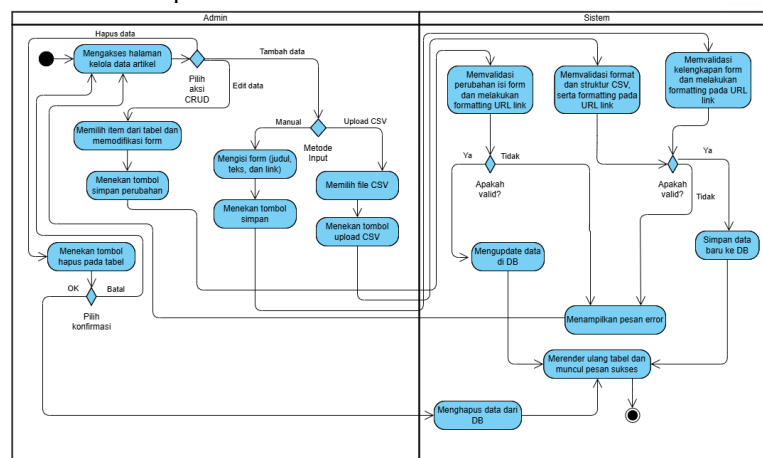 Admin
Sistem
Hapus data
Mengakses halaman
kelola data artikel
Pilih
aksi
CRUD
Tambah data
Edit data
Memilih item dari tabel dan
memodifikasi form
Menekan tombol
simpan perubahan
Manual
Upload CSV
Metode
Input
Mengisi form (judul,
teks, dan link)
Menekan tombol
simpan
Memilih file CSV
Menekan tombol
upload CSV
Menekan tombol
hapus pada tabel
OK
Batal
Pilih
konfirmasi
Memvalidasi
perubahan isi form
dan melakukan
formatting URL link
Memvalidasi format
dan struktur CSV,
serta formatting pada
URL link
Memvalidasi
kelengkapan form
dan melakukan
formatting pada URL
link
Ya
Tidak
Apakah
valid?
Ya
Apakah
valid?
Tidak
Mengupdate data
di DB
Simpan data
baru ke DB
Menampilkan pesan error
Merender ulang tabel dan
muncul pesan sukses
Menghapus data dari
DB